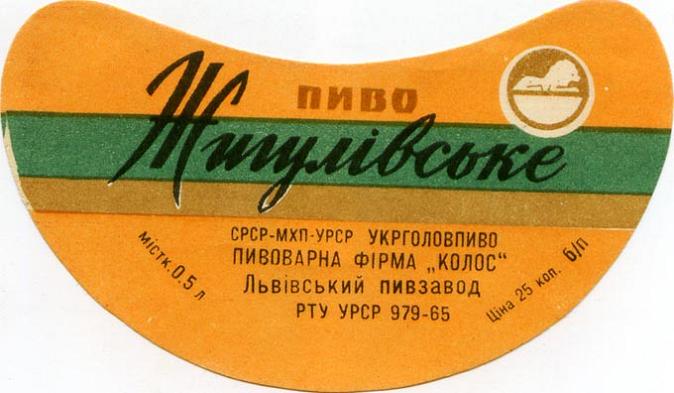 пиво
Жигулівське
СРСР-МХП-УРСР УКРГОЛОВПИВО
ПИВОВАРНА ФІРМА „КОЛОС“
Львівський пивзавод
РТУ УРСР 979-65
містк. 0.5 л
Ціна 25 коп. б/п